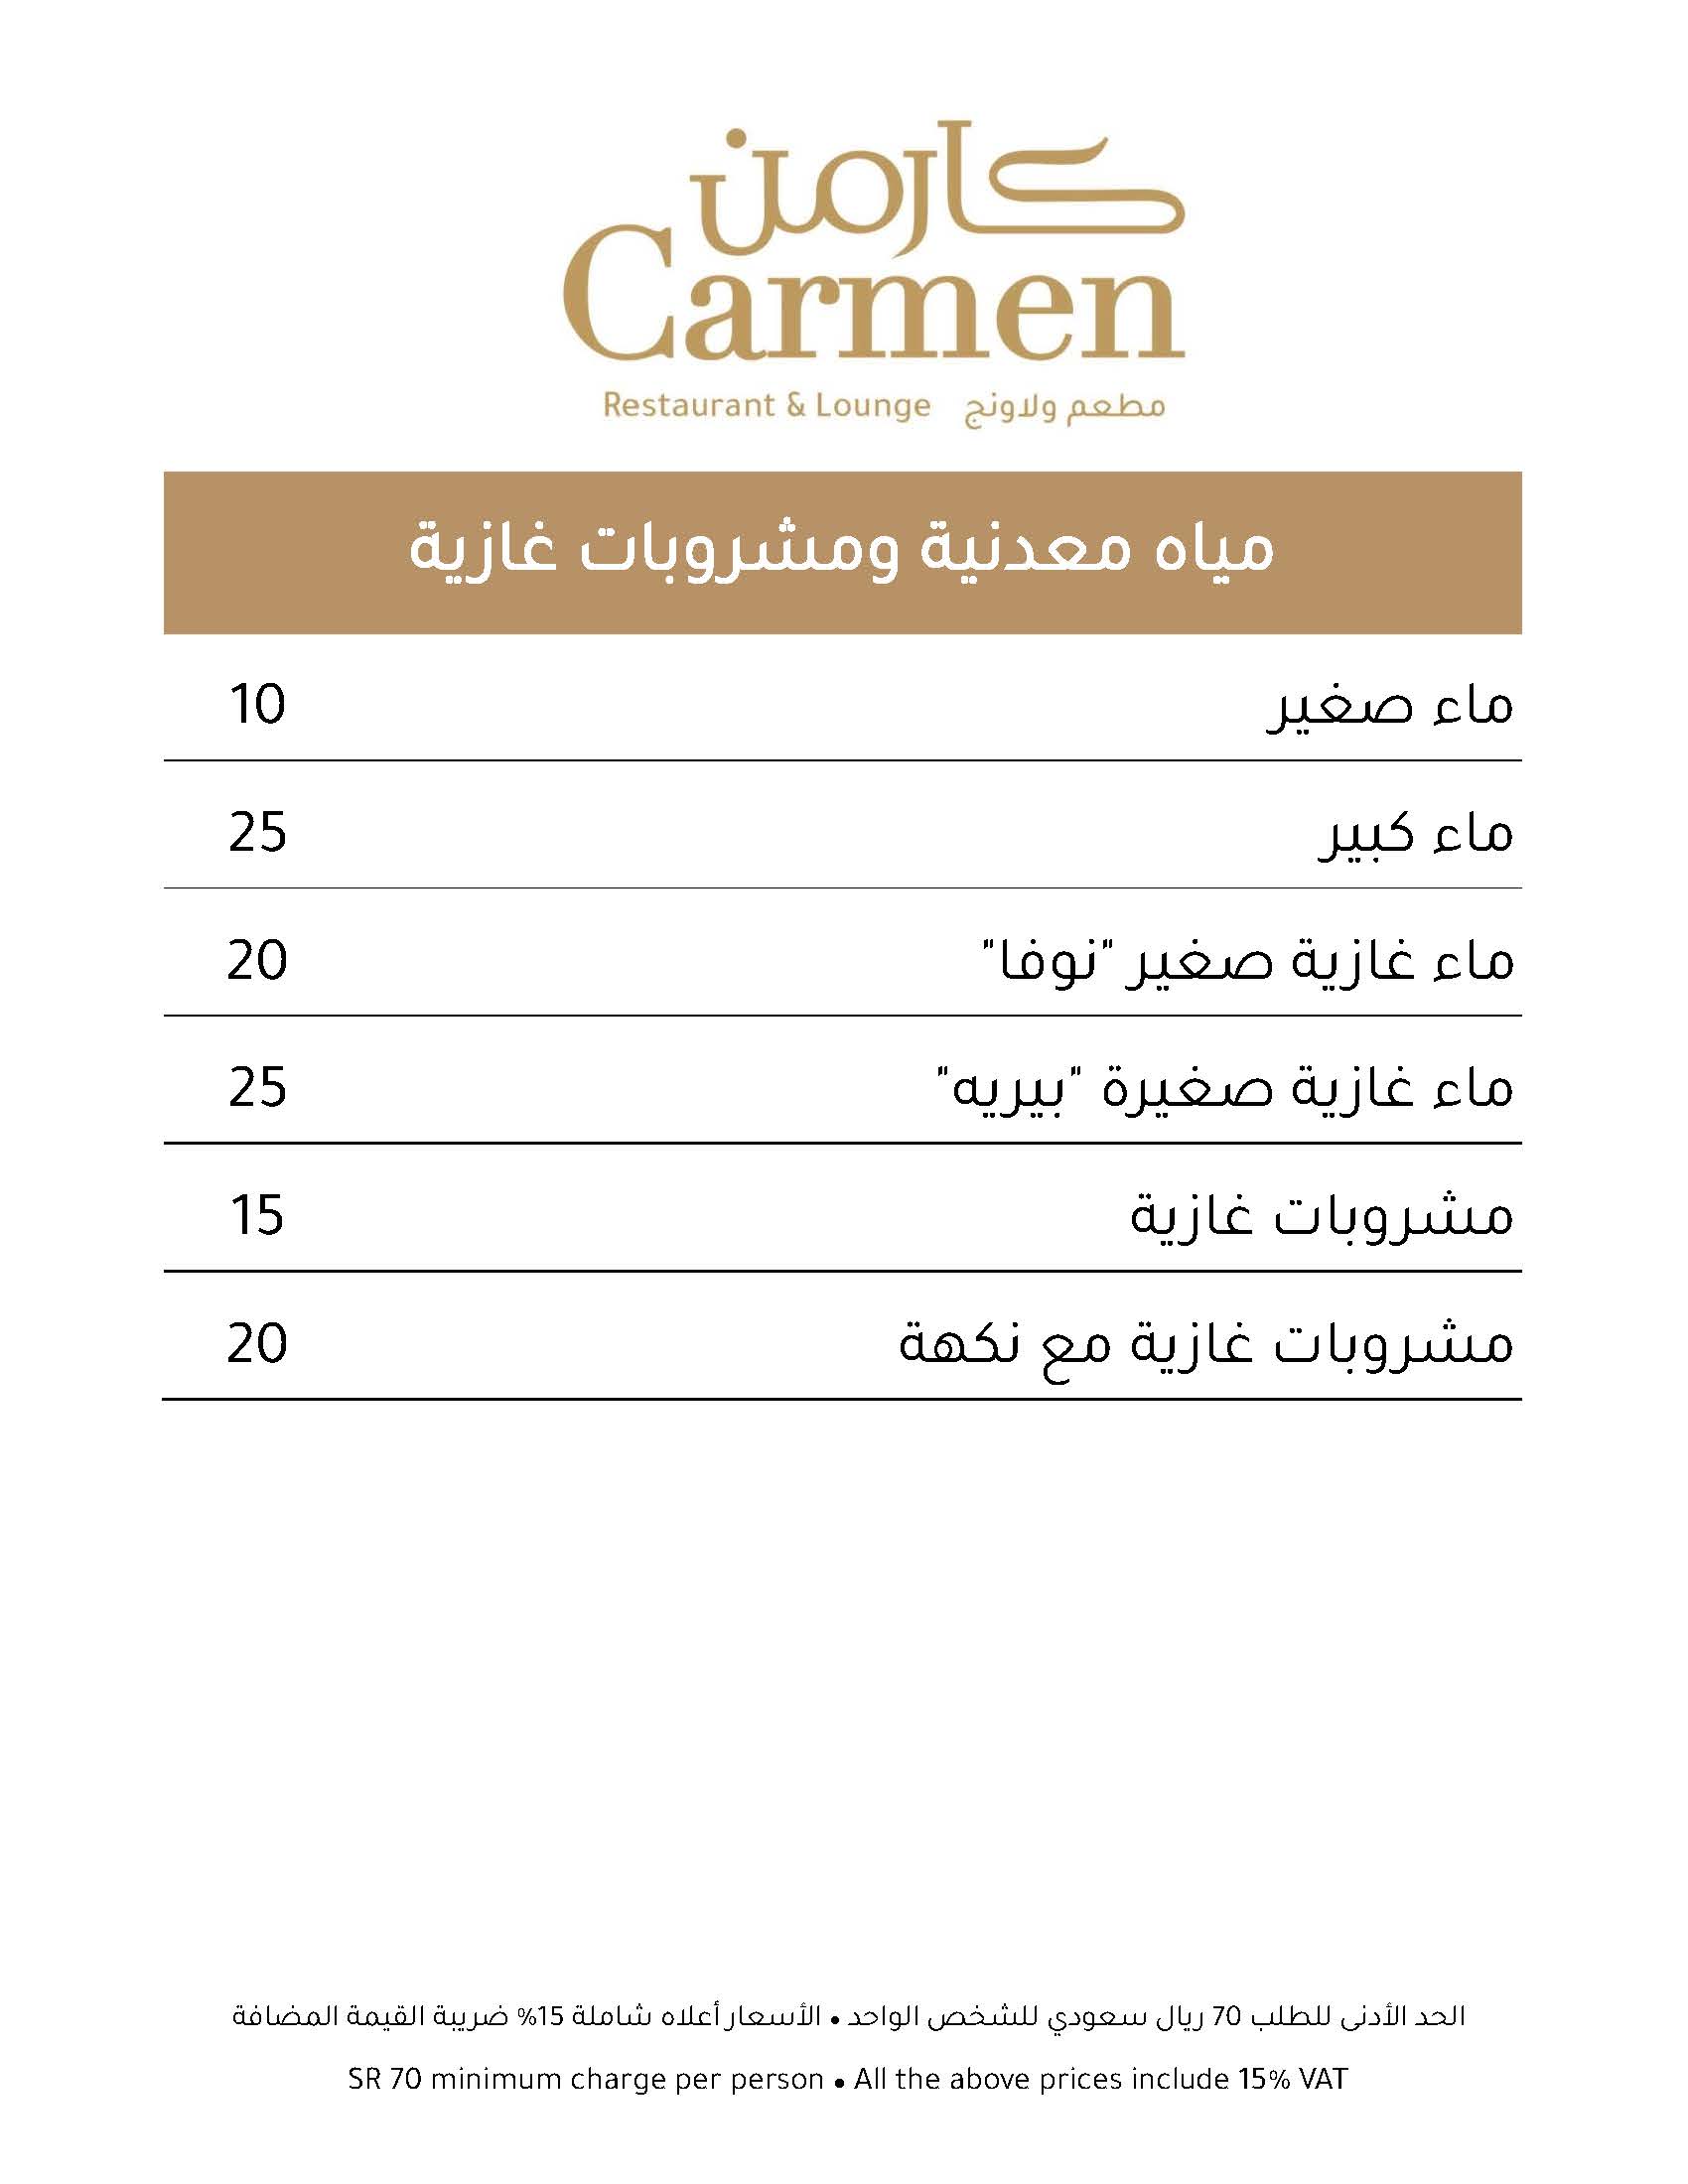 كارمن
Carmen
Restaurant & Lounge مطعم ولاونج
مياه معدنية ومشروبات غازية
ماء صغير 10
ماء كبير 25
ماء غازية صغير "نوفا" 20
ماء غازية صغيرة "بيريه" 25
مشروبات غازية 15
مشروبات غازية مع نكهة 20
الحد الأدنى للطلب 70 ريال سعودي للشخص الواحد • الأسعار أعلاه شاملة 15% ضريبة القيمة المضافة
SR 70 minimum charge per person • All the above prices include 15% VAT